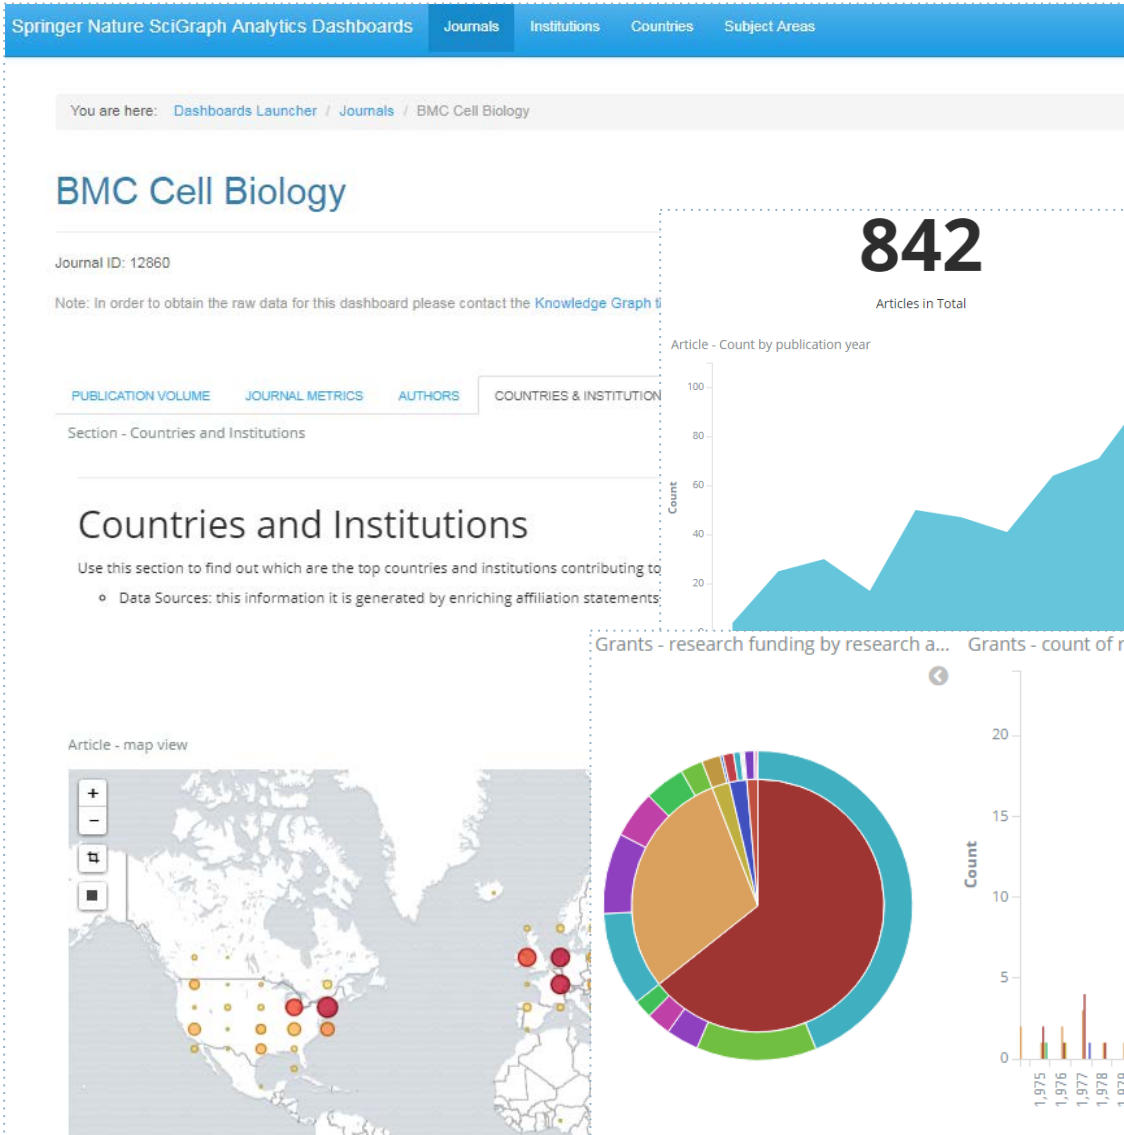 Springer Nature SciGraph Analytics Dashboards Journals Institutions Countries Subject Areas
You are here: Dashboards Launcher / Journals / BMC Cell Biology
BMC Cell Biology
Journal ID: 12860
Note: In order to obtain the raw data for this dashboard please contact the Knowledge Graph t
PUBLICATION VOLUME JOURNAL METRICS AUTHORS COUNTRIES & INSTITUTION
Section - Countries and Institutions
Countries and Institutions
Use this section to find out which are the top countries and institutions contributing to
Data Sources: this information it is generated by enriching affiliation statements
842
Articles in Total
Article - Count by publication year
100
80
60
40
20
Count
Grants - research funding by research a... Grants - count of r
20
15
10
5
0
Count
1,975
1,976
1,977
1,978
1,979
Article - map view
+
−